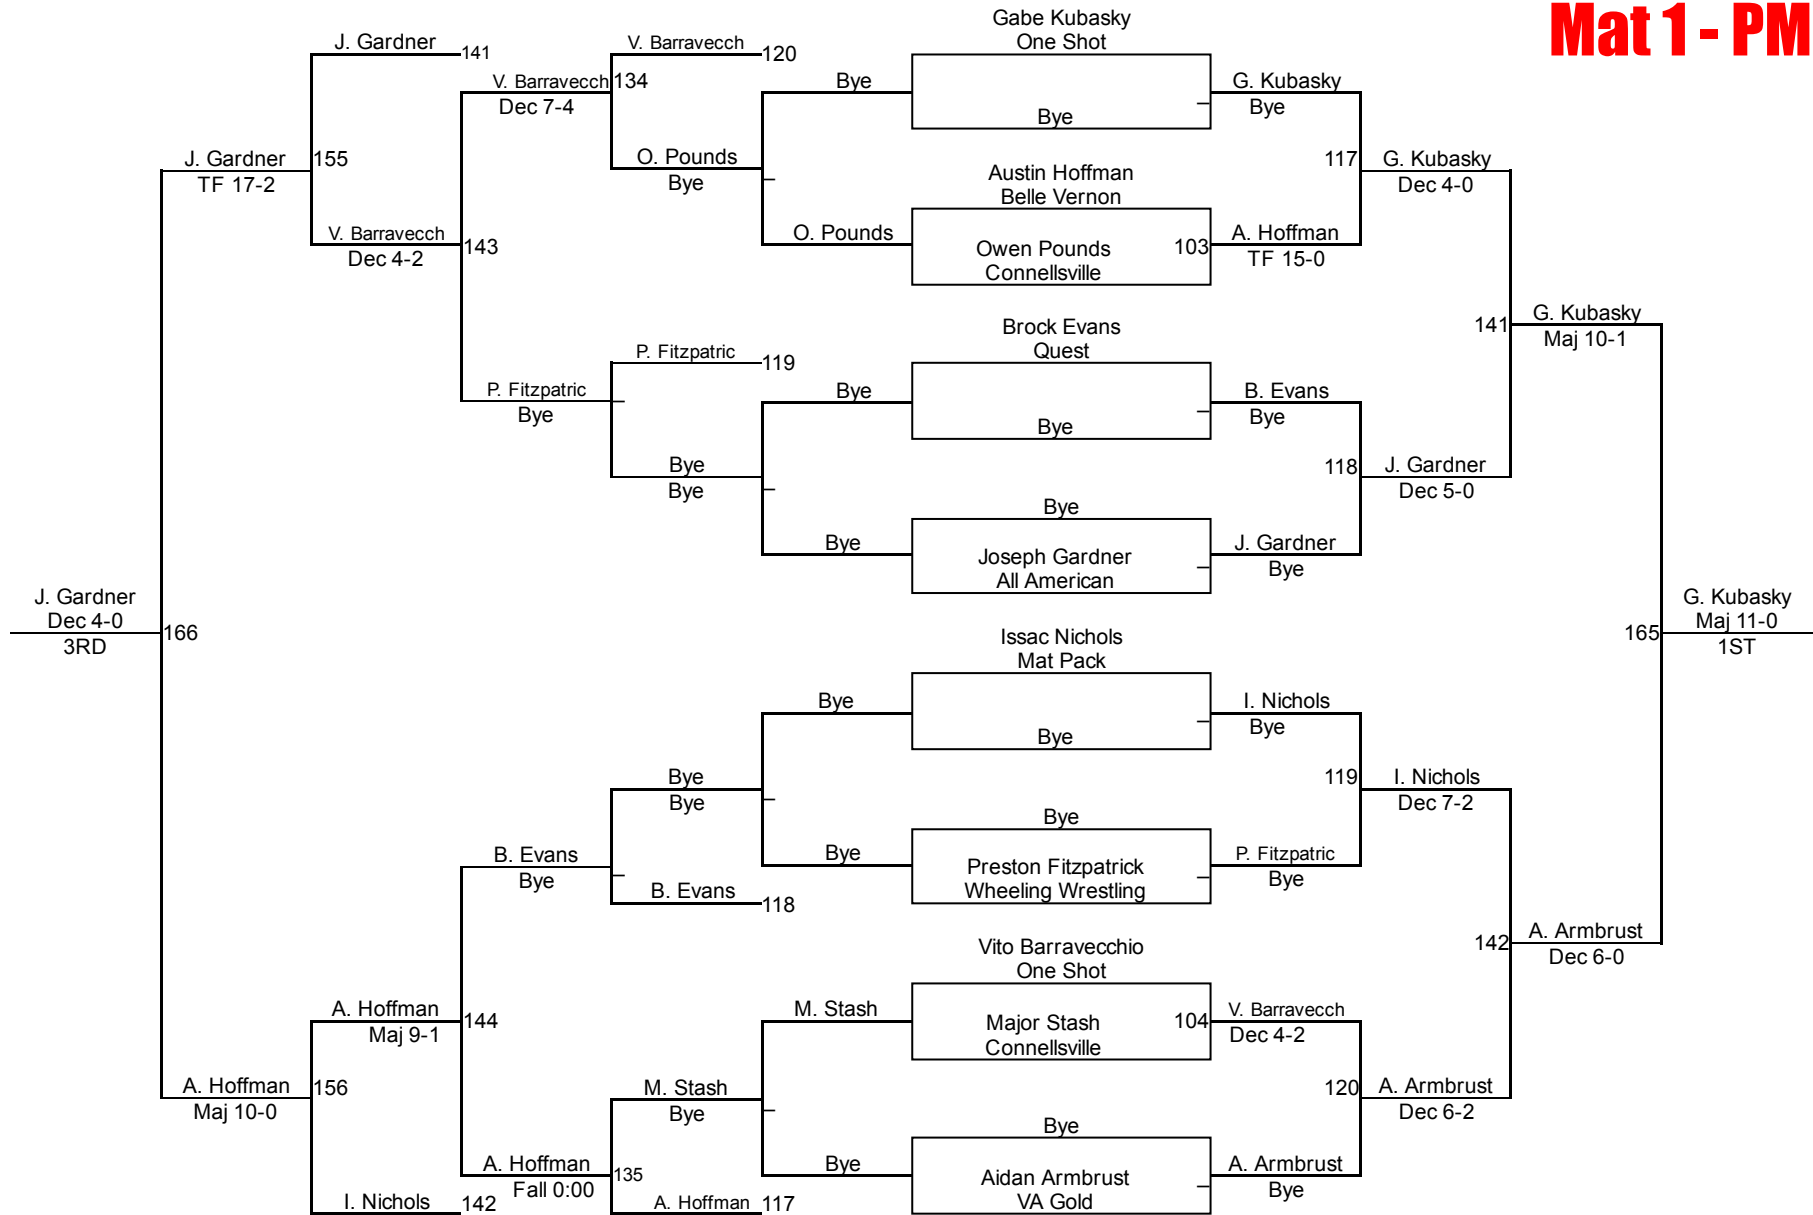 Mat 1 - PM
Gabe Kubasky
One Shot
J. Gardner
141
V. Barravecch
120
V. Barravecch
134
Dec 7-4
Bye
Bye
G. Kubasky
Bye
J. Gardner
155
TF 17-2
O. Pounds
Bye
Austin Hoffman
Belle Vernon
117
G. Kubasky
Dec 4-0
V. Barravecch
143
Dec 4-2
O. Pounds
Owen Pounds
Connellsville
103
A. Hoffman
TF 15-0
Brock Evans
Quest
141
G. Kubasky
Maj 10-1
P. Fitzpatric
119
P. Fitzpatric
Bye
Bye
Bye
B. Evans
Bye
Bye
Bye
118
J. Gardner
Dec 5-0
Bye
Bye
Joseph Gardner
All American
J. Gardner
Bye
J. Gardner
Dec 4-0
3RD
166
Issac Nichols
Mat Pack
165
G. Kubasky
Maj 11-0
1ST
Bye
Bye
I. Nichols
Bye
Bye
Bye
119
I. Nichols
Dec 7-2
Bye
B. Evans
Bye
Bye
Preston Fitzpatrick
Wheeling Wrestling
P. Fitzpatric
Bye
B. Evans
118
Vito Barravecchio
One Shot
142
A. Armbrust
Dec 6-0
A. Hoffman
144
Maj 9-1
M. Stash
Major Stash
Connellsville
104
V. Barravecch
Dec 4-2
A. Hoffman
156
Maj 10-0
M. Stash
Bye
120
A. Armbrust
Dec 6-2
Bye
A. Hoffman
135
Fall 0:00
Bye
Aidan Armbrust
VA Gold
A. Armbrust
Bye
I. Nichols
142
A. Hoffman
117